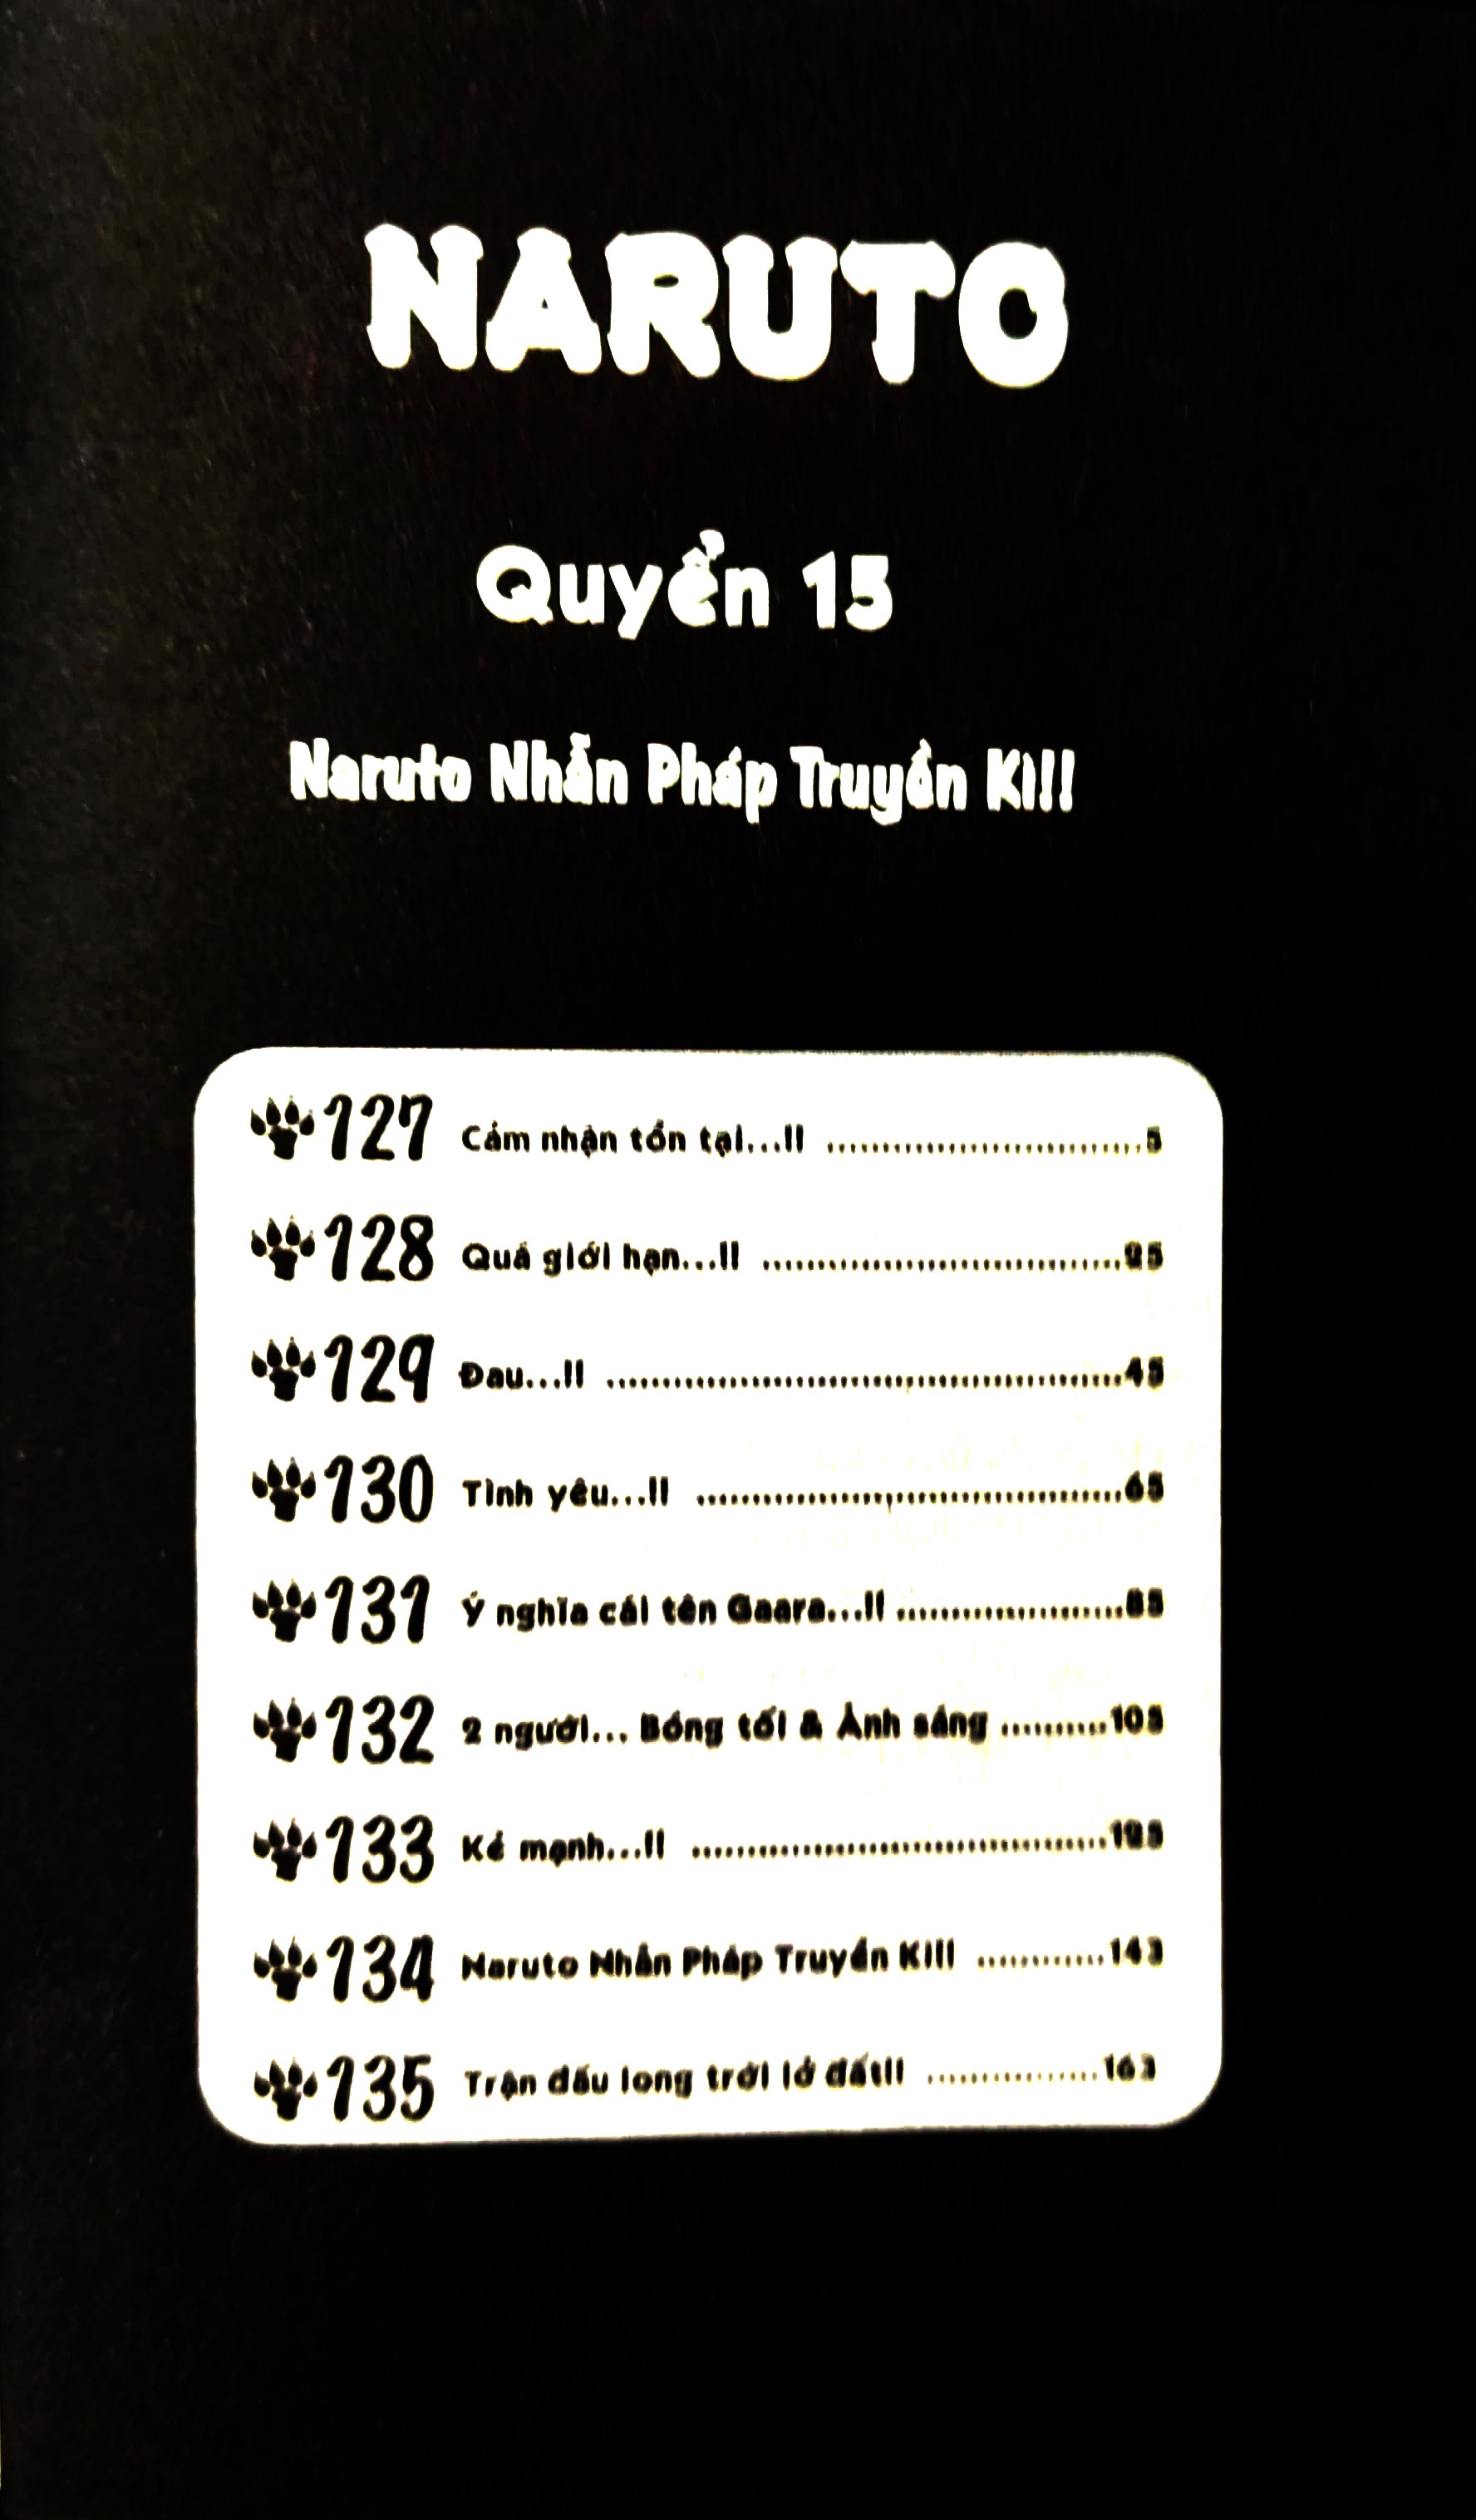 NARUTO
Quyển 15
Naruto Nhẫn Pháp Truyền Kì!!
127 Cảm nhận tồn tại...!! ............................5
128 Quá giới hạn...!! ................................25
129 Đau...!! ..............................................45
130 Tình yêu...!! ......................................65
131 Ý nghĩa cái tên Gaara...!! ....................85
132 2 người... Bóng tối & Ánh sáng ..........105
133 Kẻ mạnh...!! .....................................125
134 Naruto Nhẫn Pháp Truyền Kì!! ............143
135 Trận đấu long trời lở đất!! ................163